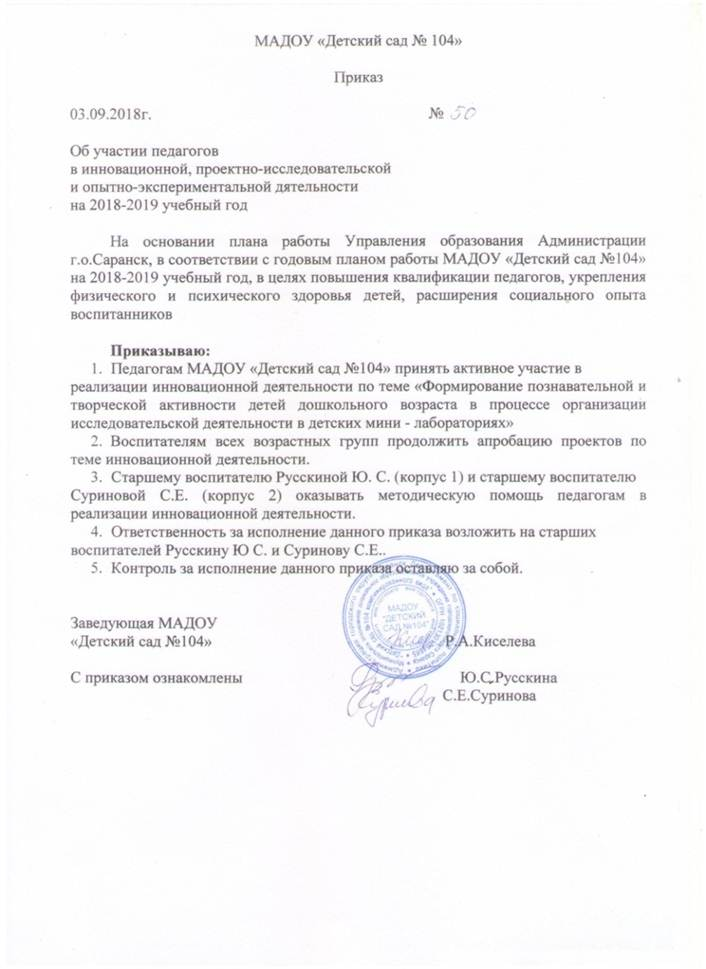 МАДОУ «Детский сад № 104»
Приказ
03.09.2018г. № 50
Об участии педагогов
в инновационной, проектно-исследовательской
и опытно-экспериментальной дятельности
на 2018-2019 учебный год
На основании плана работы Управления образования Администрации
г.о.Саранск, в соответствии с годовым планом работы МАДОУ «Детский сад №104»
на 2018-2019 учебный год, в целях повышения квалификации педагогов, укрепления
физического и психического здоровья детей, расширения социального опыта
воспитанников
Приказываю:
1. Педагогам МАДОУ «Детский сад №104» принять активное участие в
реализации инновационной деятельности по теме «Формирование познавательной и
творческой активности детей дошкольного возраста в процессе организации
исследовательской деятельности в детских мини - лабораториях»
2. Воспитателям всех возрастных групп продолжить апробацию проектов по
теме инновационной деятельности.
3. Старшему воспитателю Русскиной Ю. С. (корпус 1) и старшему воспитателю
Суриновой С.Е. (корпус 2) оказывать методическую помощь педагогам в
реализации инновационной деятельности.
4. Ответственность за исполнение данного приказа возложить на старших
воспитателей Русскину Ю С. и Суринову С.Е..
5. Контроль за исполнение данного приказа оставляю за собой.
МАДОУ
"ДЕТСКИЙ
САД №104"
Заведующая МАДОУ
«Детский сад №104» Р.А.Киселева
С приказом ознакомлены Ю.С.Русскина
С.Е.Суринова